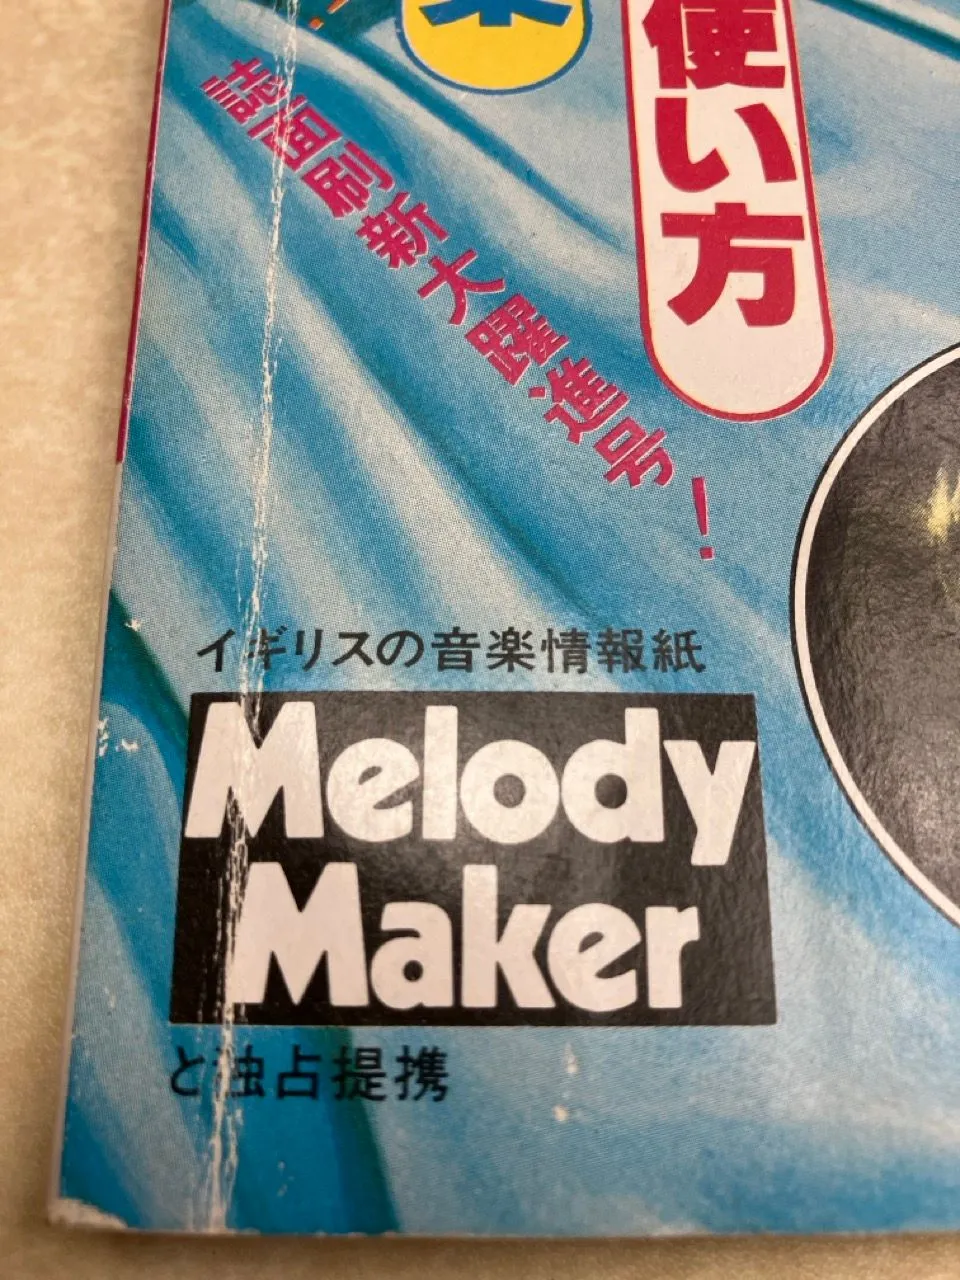 使い方
誌面刷新大躍進号!
イギリスの音楽情報紙
Melody
Maker
と独占提携